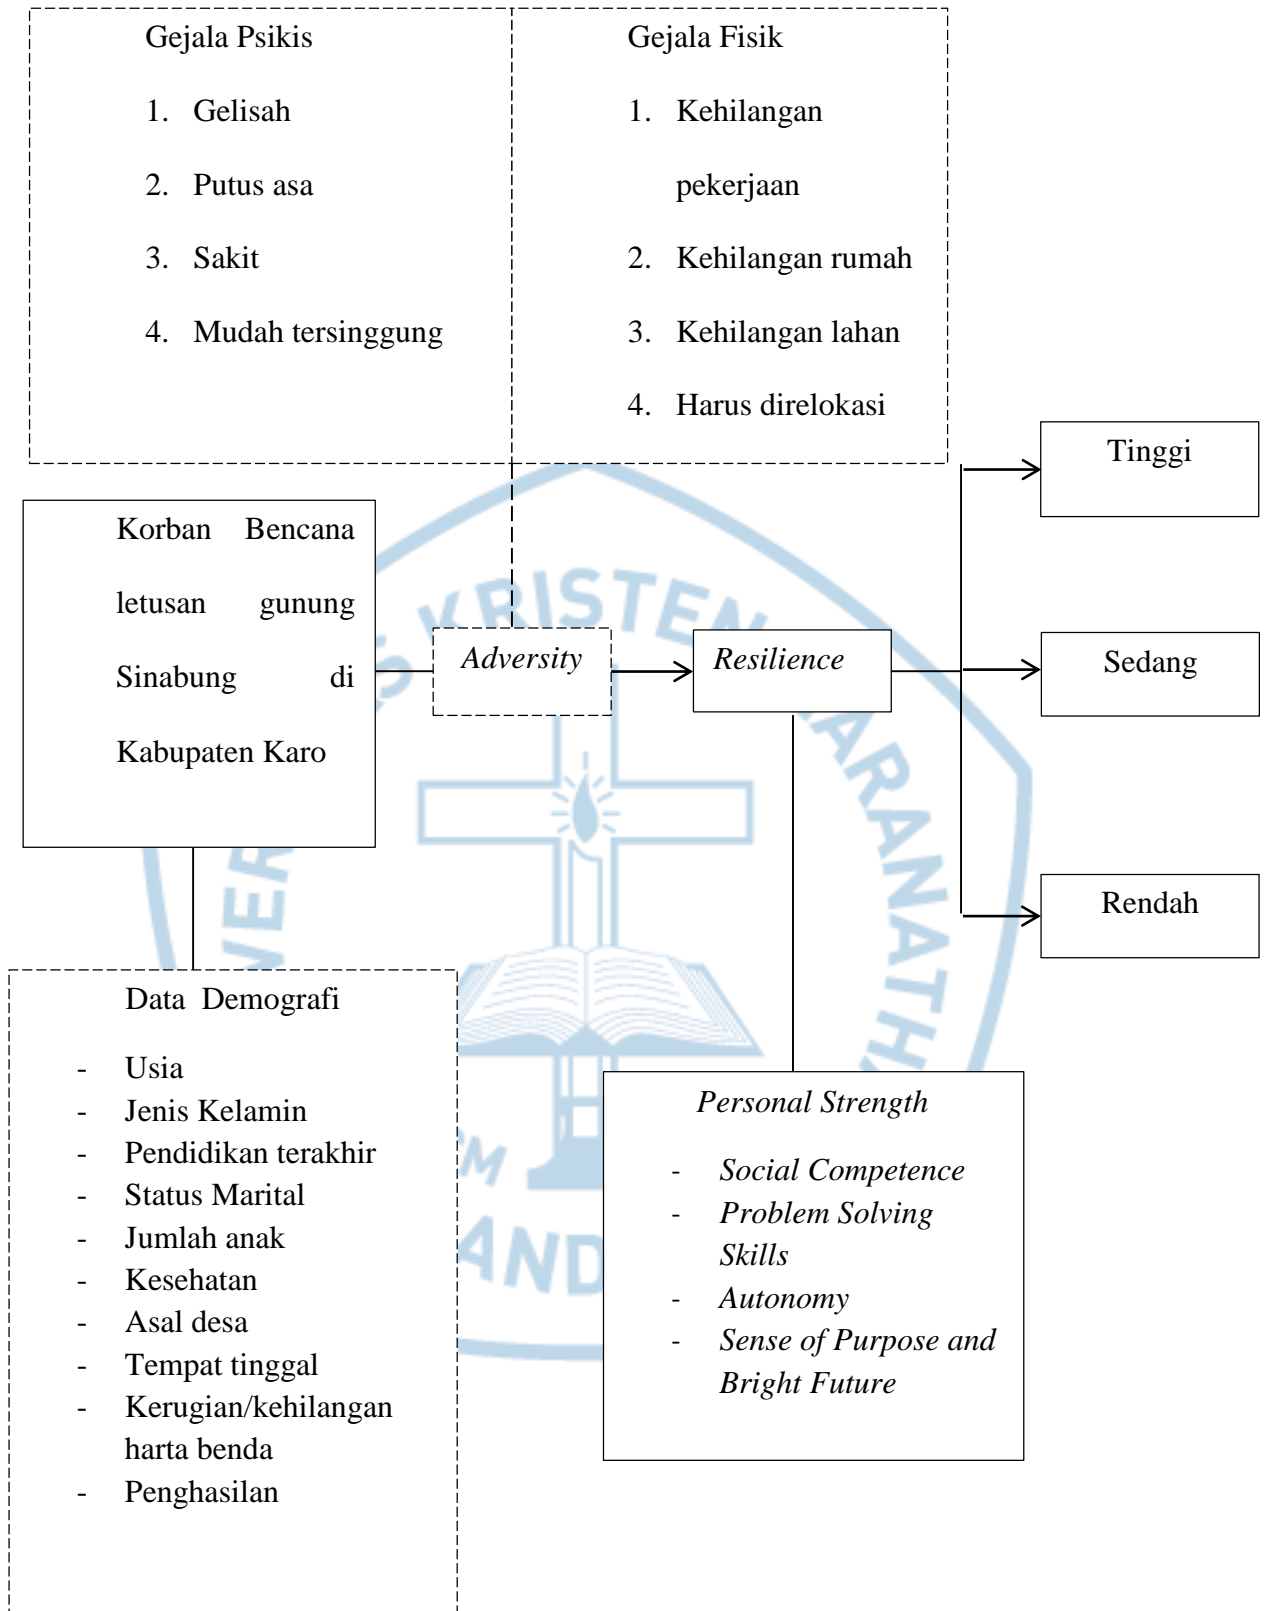 Gejala Psikis
1. Gelisah
2. Putus asa
3. Sakit
4. Mudah tersinggung
Gejala Fisik
1. Kehilangan
pekerjaan
2. Kehilangan rumah
3. Kehilangan lahan
4. Harus direlokasi
Korban Bencana
letusan gunung
Sinabung di
Kabupaten Karo
Adversity
Resilience
Tinggi
Sedang
Rendah
Data Demografi
- Usia
- Jenis Kelamin
- Pendidikan terakhir
- Status Marital
- Jumlah anak
- Kesehatan
- Asal desa
- Tempat tinggal
- Kerugian/kehilangan
harta benda
- Penghasilan
Personal Strength
- Social Competence
- Problem Solving
Skills
- Autonomy
- Sense of Purpose and
Bright Future
KRISTEN